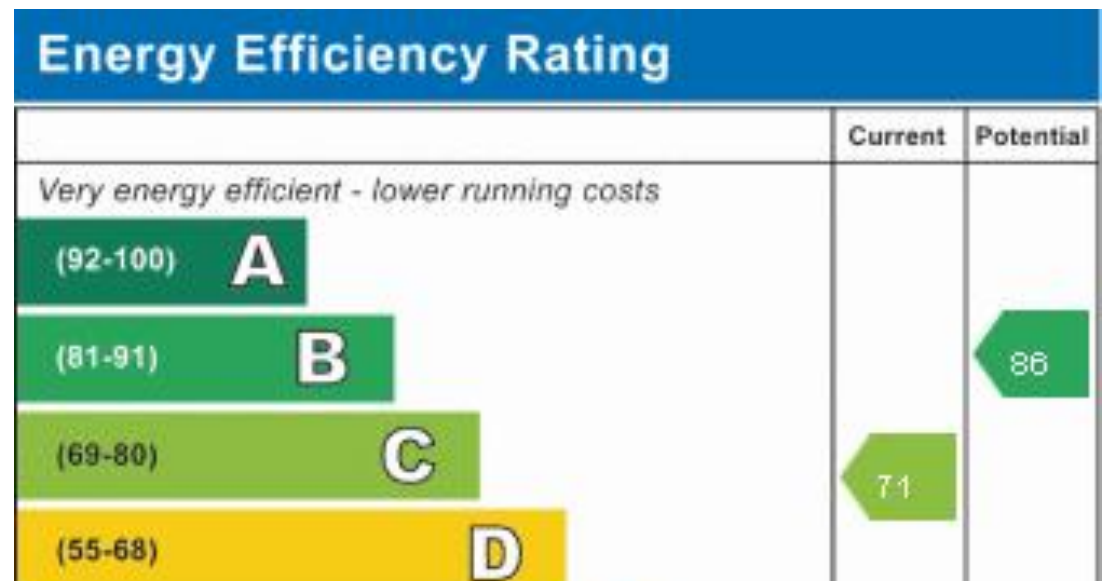 Energy Efficiency Rating
Current Potential
Very energy efficient - lower running costs
(92-100) A
(81-91) B
86
(69-80) C
71
(55-68) D